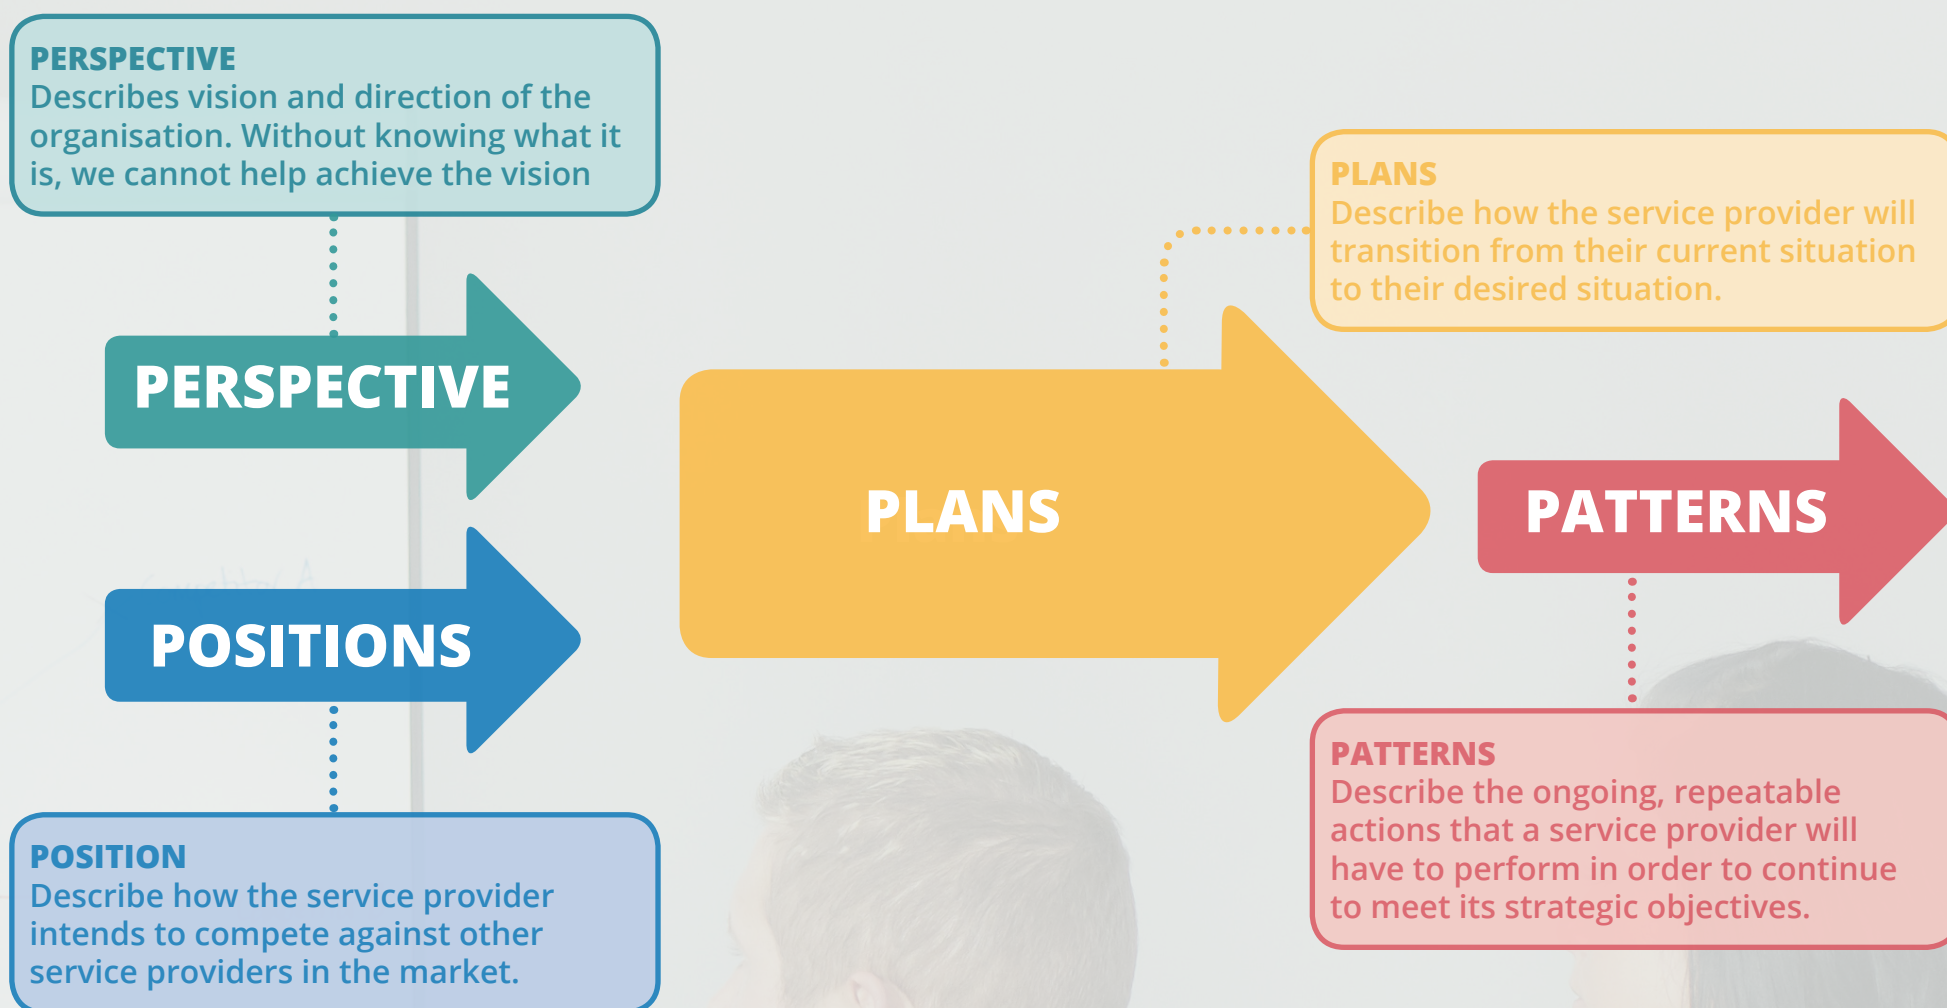 PERSPECTIVE
Describes vision and direction of the
organisation. Without knowing what it
is, we cannot help achieve the vision
PERSPECTIVE
POSITIONS
POSITION
Describe how the service provider
intends to compete against other
service providers in the market.
PLANS
PLANS
Describe how the service provider will
transition from their current situation
to their desired situation.
PATTERNS
PATTERNS
Describe the ongoing, repeatable
actions that a service provider will
have to perform in order to continue
to meet its strategic objectives.